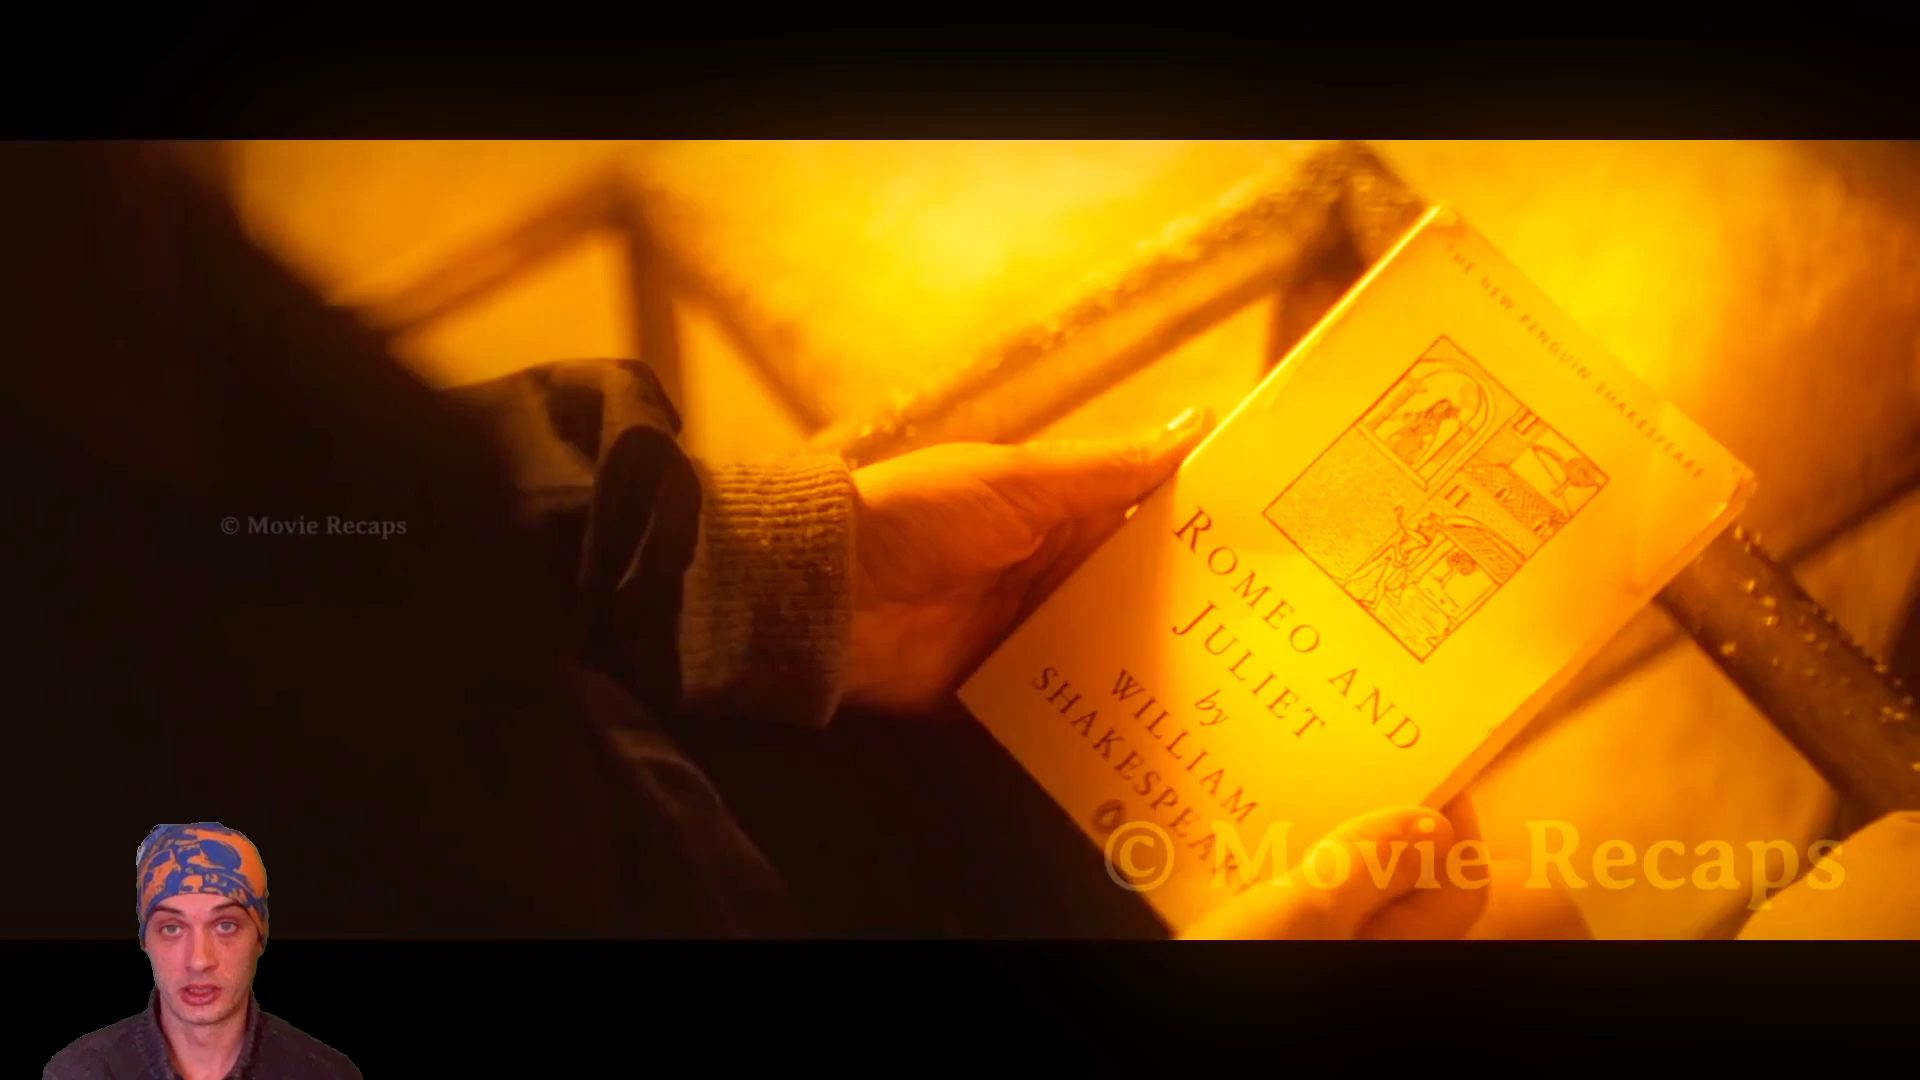 THE NEW PENGUIN SHAKESPEARE
ROMEO AND
JULIET
by
WILLIAM
SHAKESPEARE
© Movie Recaps
© Movie Recaps